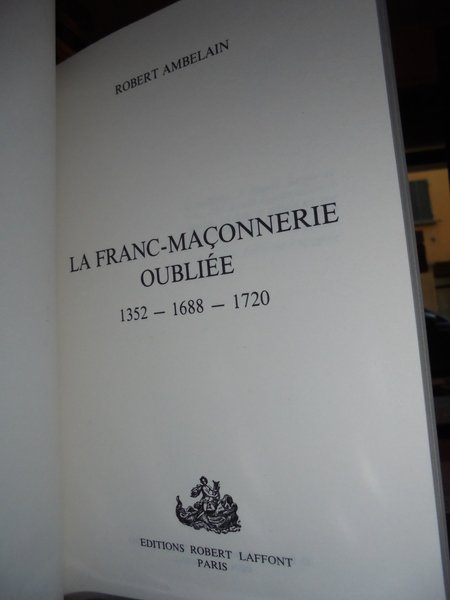 ROBERT AMBELAIN
LA FRANC-MAÇONNERIE
OUBLIÉE
1352 — 1688 — 1720
EDITIONS ROBERT LAFFONT
PARIS